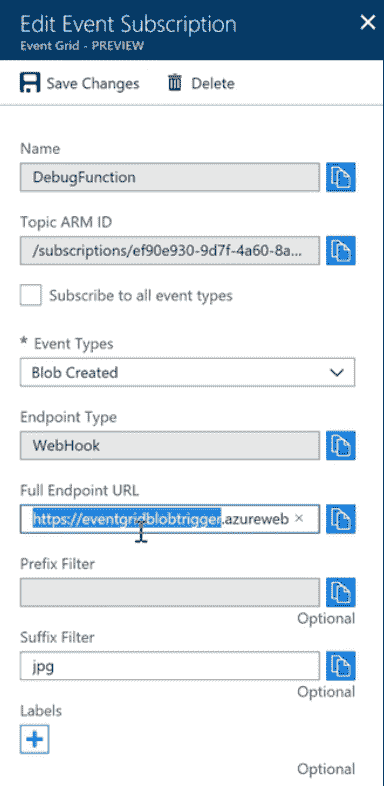 Edit Event Subscription
Event Grid - PREVIEW
Save Changes
Delete
Name
DebugFunction
Topic ARM ID
/subscriptions/ef90e930-9d7f-4a60-8a...
Subscribe to all event types
* Event Types
Blob Created
Endpoint Type
WebHook
Full Endpoint URL
https://eventgridblobtrigger.azureweb
Prefix Filter
Optional
Suffix Filter
jpg
Optional
Labels
Optional